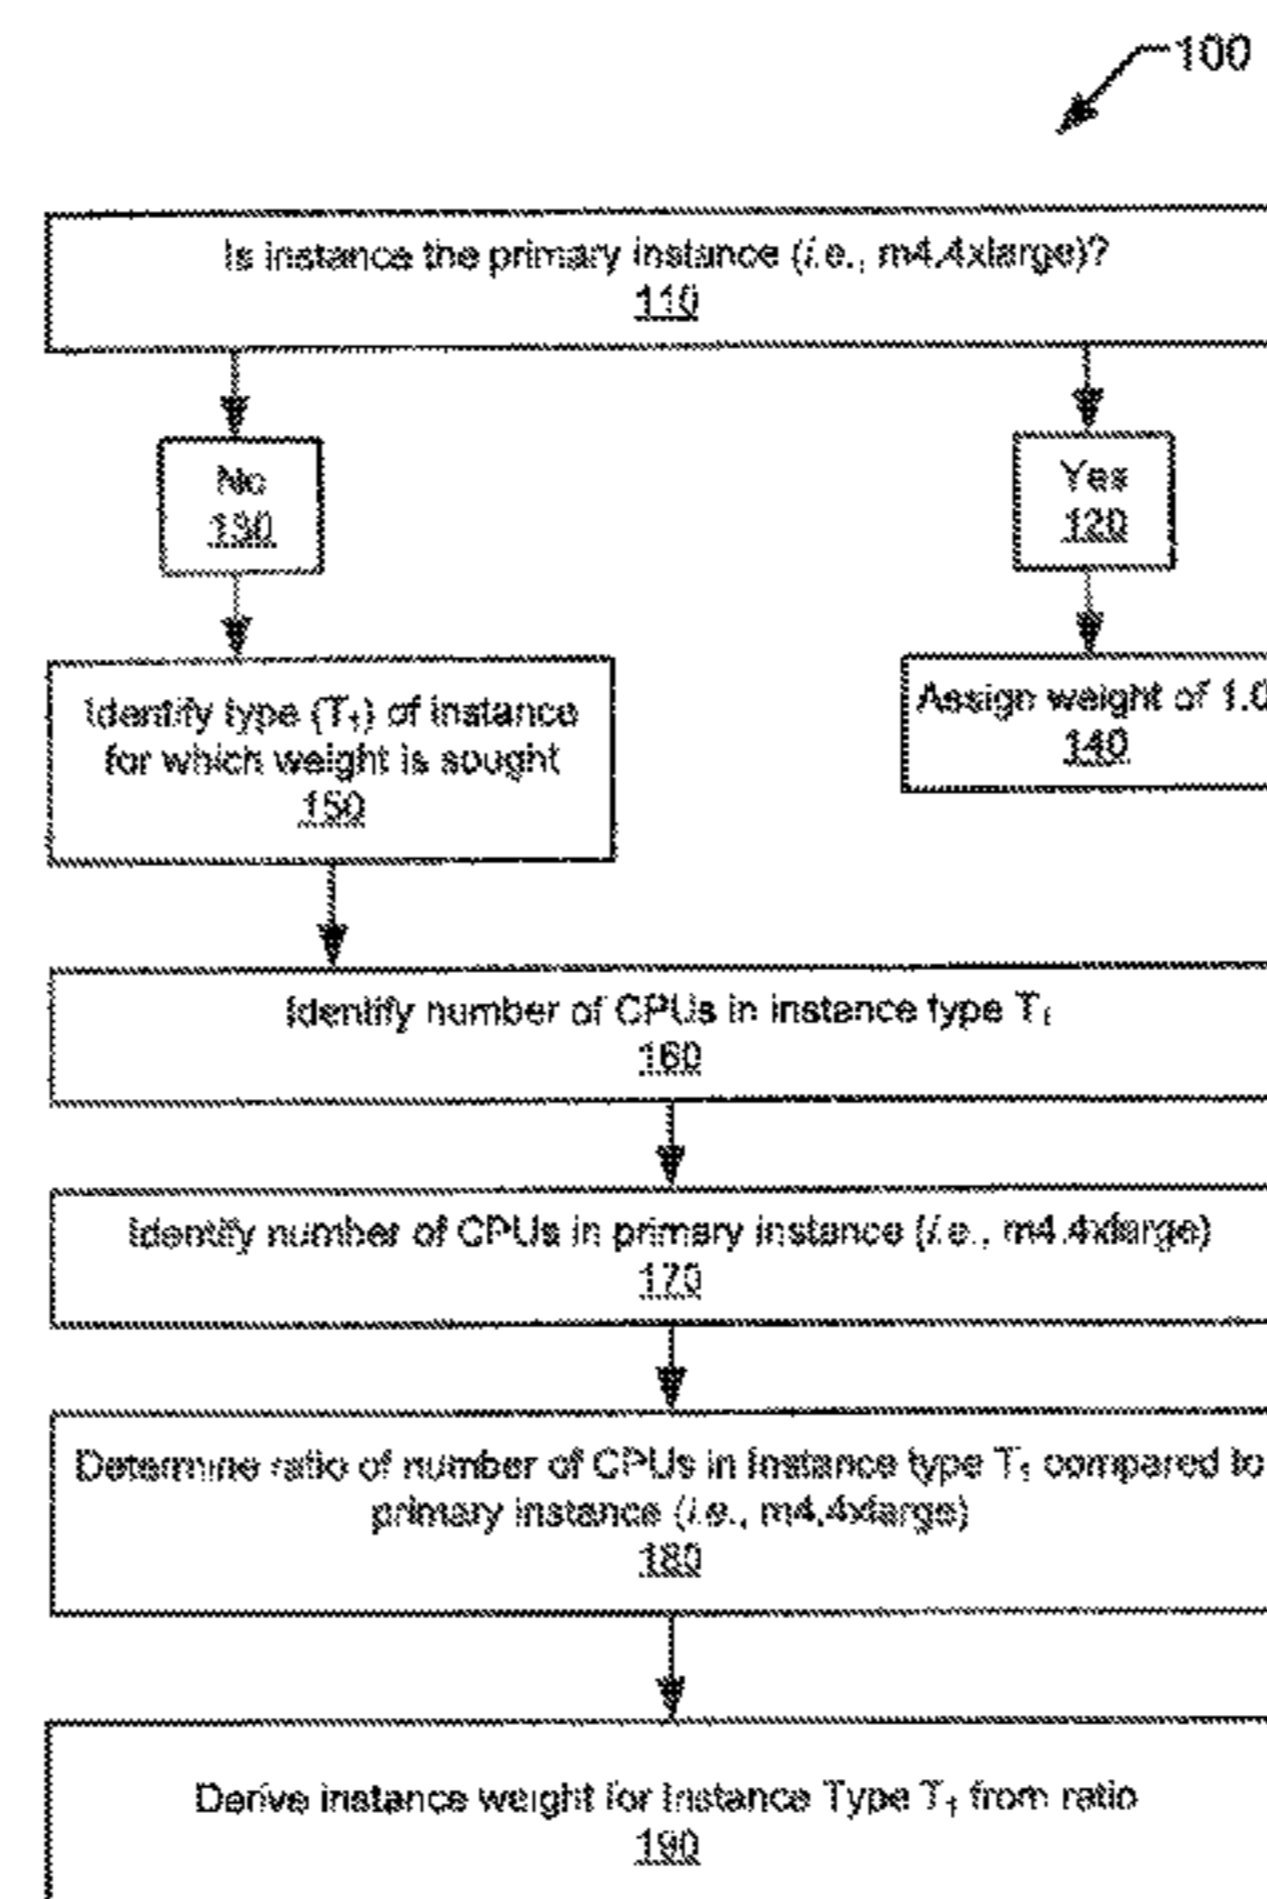 100
Is instance the primary instance (i.e., m4.4xlarge)?
110
No
130
Yes
120
Identify type (T1) of instance
for which weight is sought
150
Assign weight of 1.0
140
Identify number of CPUs in instance type T1
160
Identify number of CPUs in primary instance (i.e., m4.4xlarge)
170
Determine ratio of number of CPUs in Instance type T1 compared to
primary instance (i.e., m4.4xlarge)
180
Derive instance weight for Instance Type T1 from ratio
190